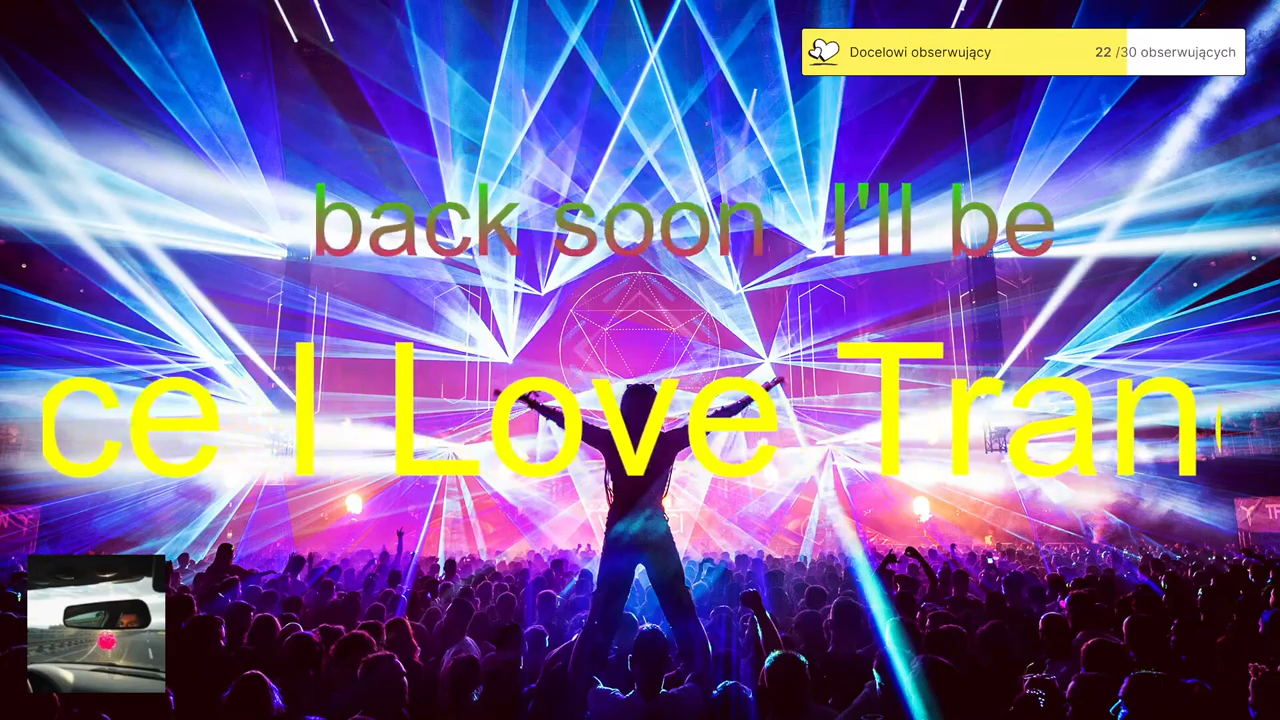 Docelowi obserwujący 22 /30 obserwujących
back soon I'll be
ce I Love Tran